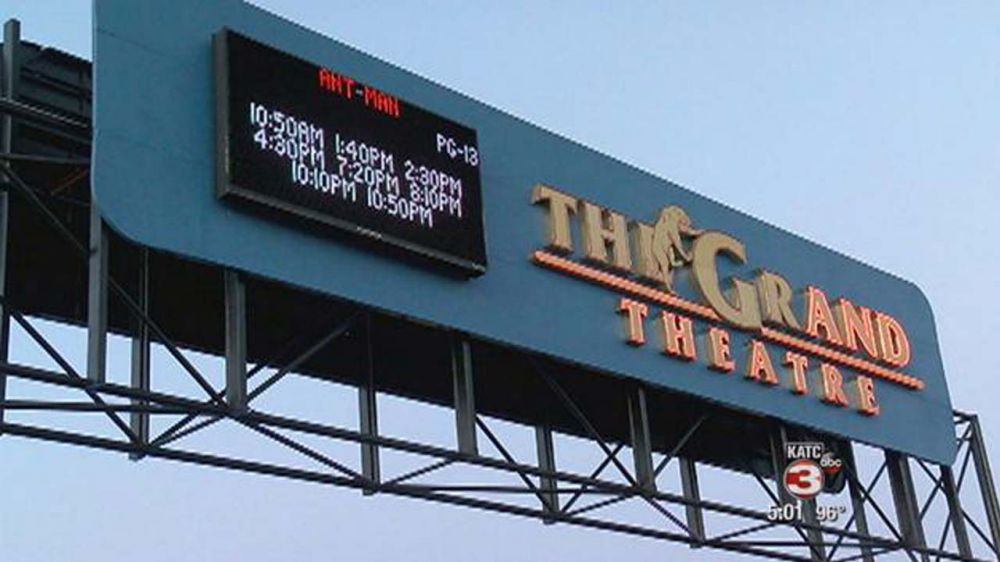 ANT-MAN
PG-13
10:50AM 1:40PM 2:30PM
4:30PM 7:20PM 8:10PM
10:10PM 10:50PM
THE GRAND
THEATRE
KATC
3 abc
5:01 96°